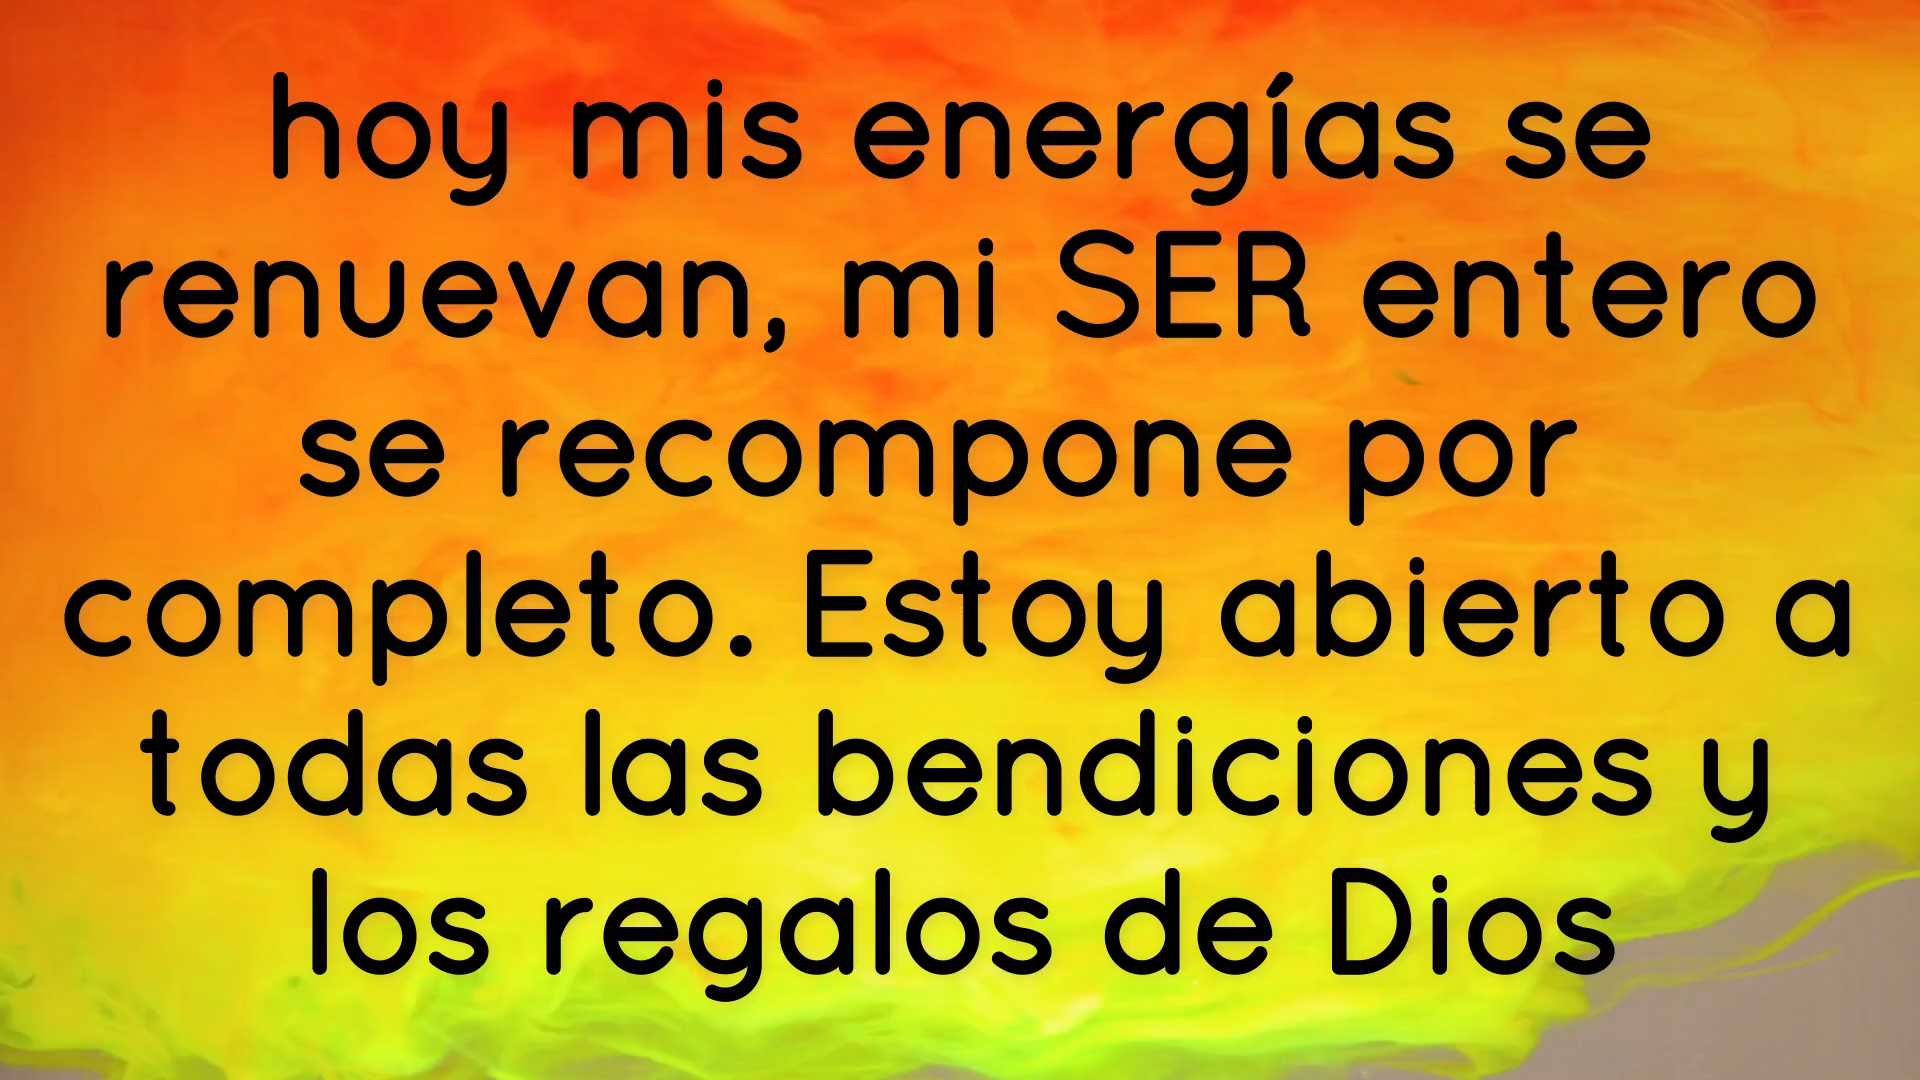 hoy mis energías se
renuevan, mi SER entero
se recompone por
completo. Estoy abierto a
todas las bendiciones y
los regalos de Dios